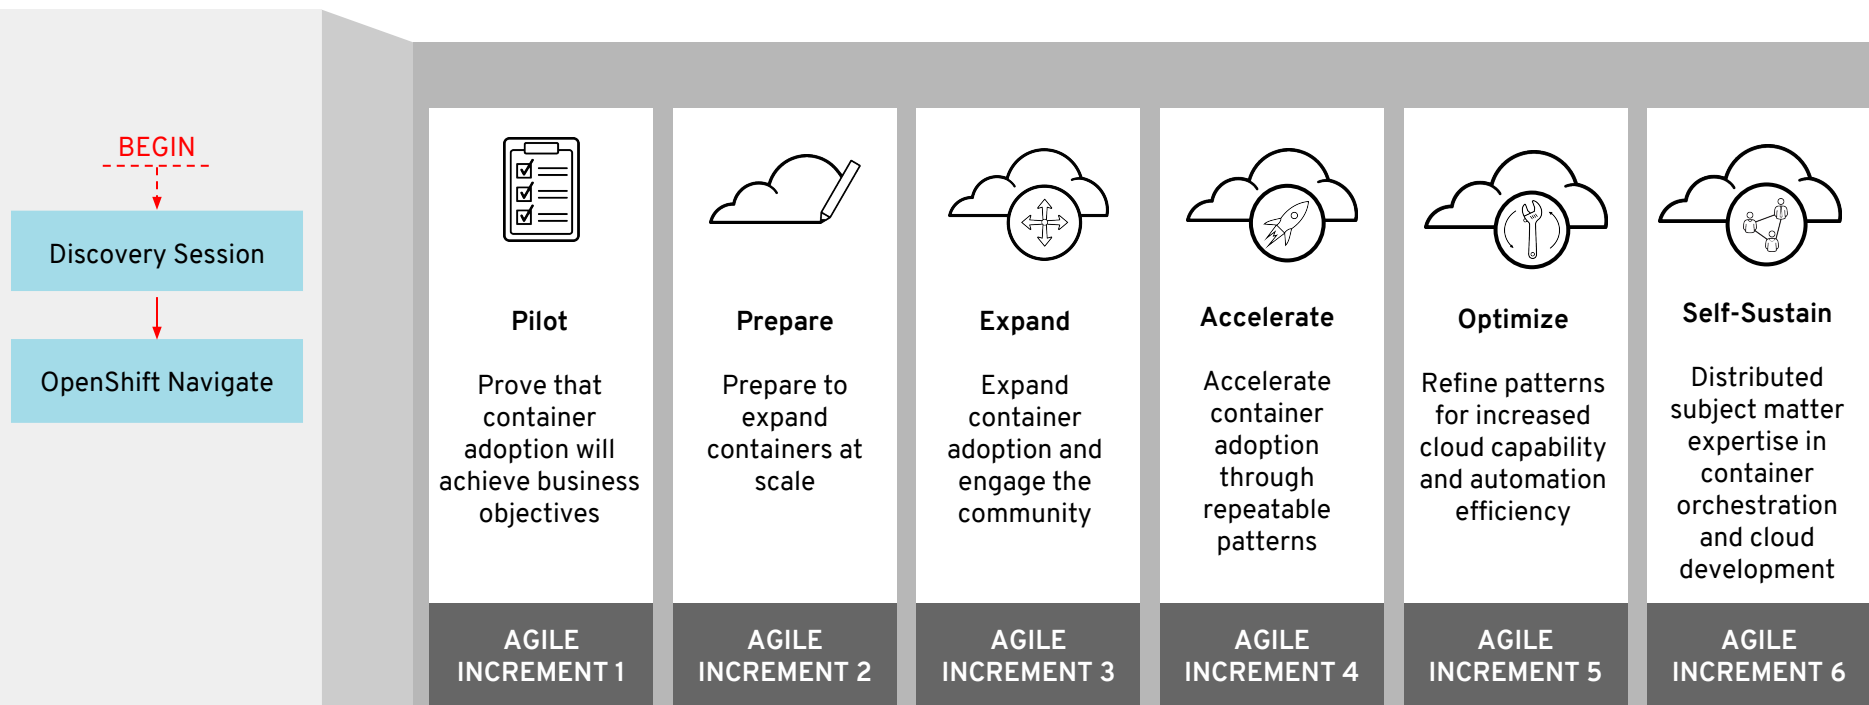 BEGIN
Discovery Session
OpenShift Navigate
Pilot
Prove that
container
adoption will
achieve business
objectives
AGILE
INCREMENT 1
Prepare
Prepare to
expand
containers at
scale
AGILE
INCREMENT 2
Expand
Expand
container
adoption and
engage the
community
AGILE
INCREMENT 3
Accelerate
Accelerate
container
adoption
through
repeatable
patterns
AGILE
INCREMENT 4
Optimize
Refine patterns
for increased
cloud capability
and automation
efficiency
AGILE
INCREMENT 5
Self-Sustain
Distributed
subject matter
expertise in
container
orchestration
and cloud
development
AGILE
INCREMENT 6